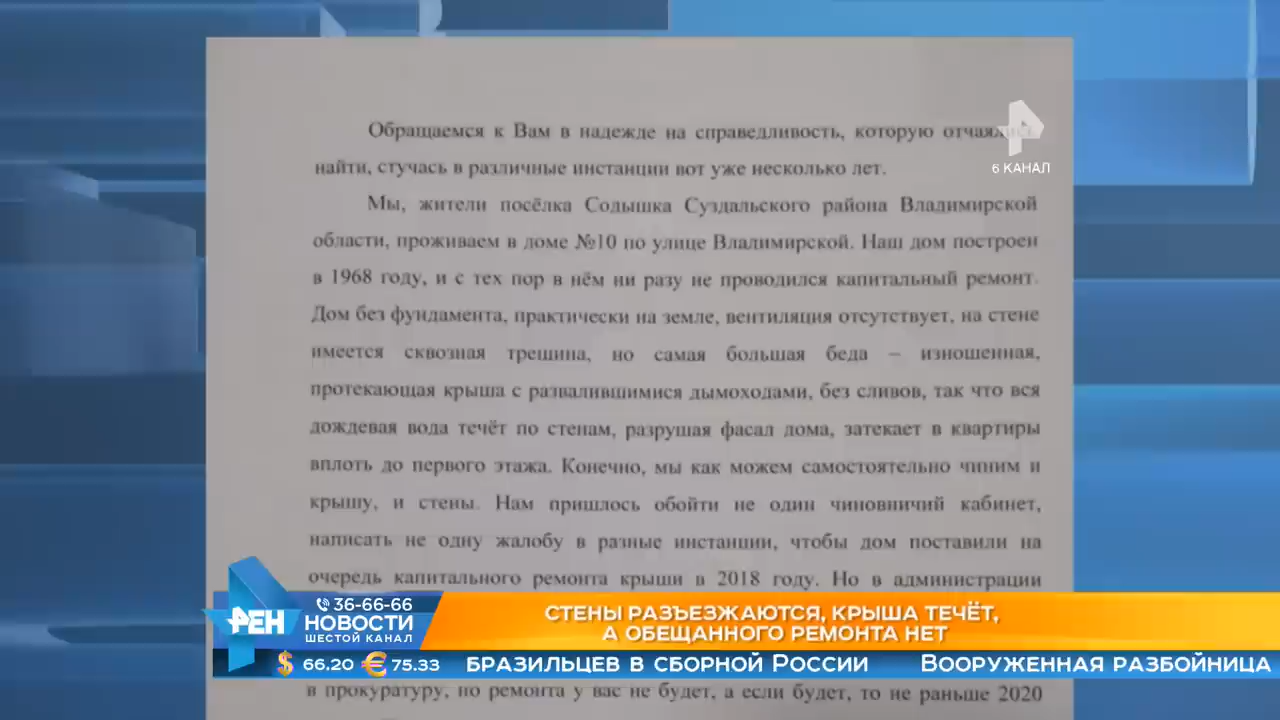 Обращаемся к Вам в надежде на справедливость, которую отчаялись
найти, стучась в различные инстанции вот уже несколько лет.
6 КАНАЛ
Мы, жители посёлка Содышка Суздальского района Владимирской
области, проживаем в доме №10 по улице Владимирской. Наш дом построен
в 1968 году, и с тех пор в нём ни разу не проводился капитальный ремонт.
Дом без фундамента, практически на земле, вентиляция отсутствует, на стене
имеется сквозная трещина, но самая большая беда – изношенная,
протекающая крыша с развалившимися дымоходами, без сливов, так что вся
дождевая вода течёт по стенам, разрушая фасад дома, затекает в квартиры
вплоть до первого этажа. Конечно, мы как можем самостоятельно чиним и
крышу, и стены. Нам пришлось обойти не один чиновничий кабинет,
написать не одну жалобу в разные инстанции, чтобы дом поставили на
очередь капитального ремонта крыши в 2018 году. Но в администрации
РЕН
36-66-66
НОВОСТИ
ШЕСТОЙ КАНАЛ
СТЕНЫ РАЗЪЕЗЖАЮТСЯ, КРЫША ТЕЧЁТ,
А ОБЕЩАННОГО РЕМОНТА НЕТ
$ 66.20 € 75.33 БРАЗИЛЬЦЕВ В СБОРНОЙ РОССИИ ВООРУЖЕННАЯ РАЗБОЙНИЦА
в прокуратуру, но ремонта у вас не будет, а если будет, то не раньше 2020